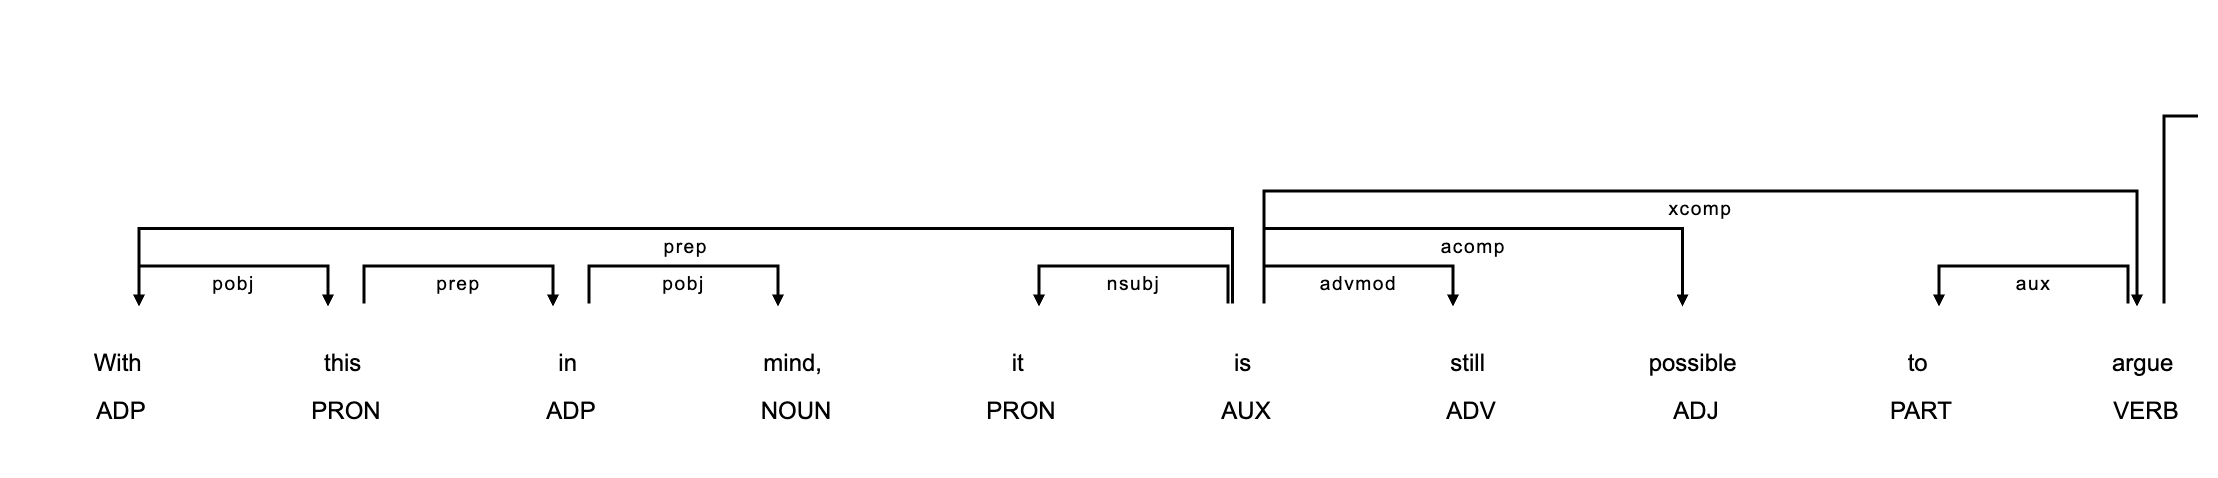 xcomp
prep acomp
pobj prep pobj nsubj advmod aux
With this in mind, it is still possible to argue
ADP PRON ADP NOUN PRON AUX ADV ADJ PART VERB